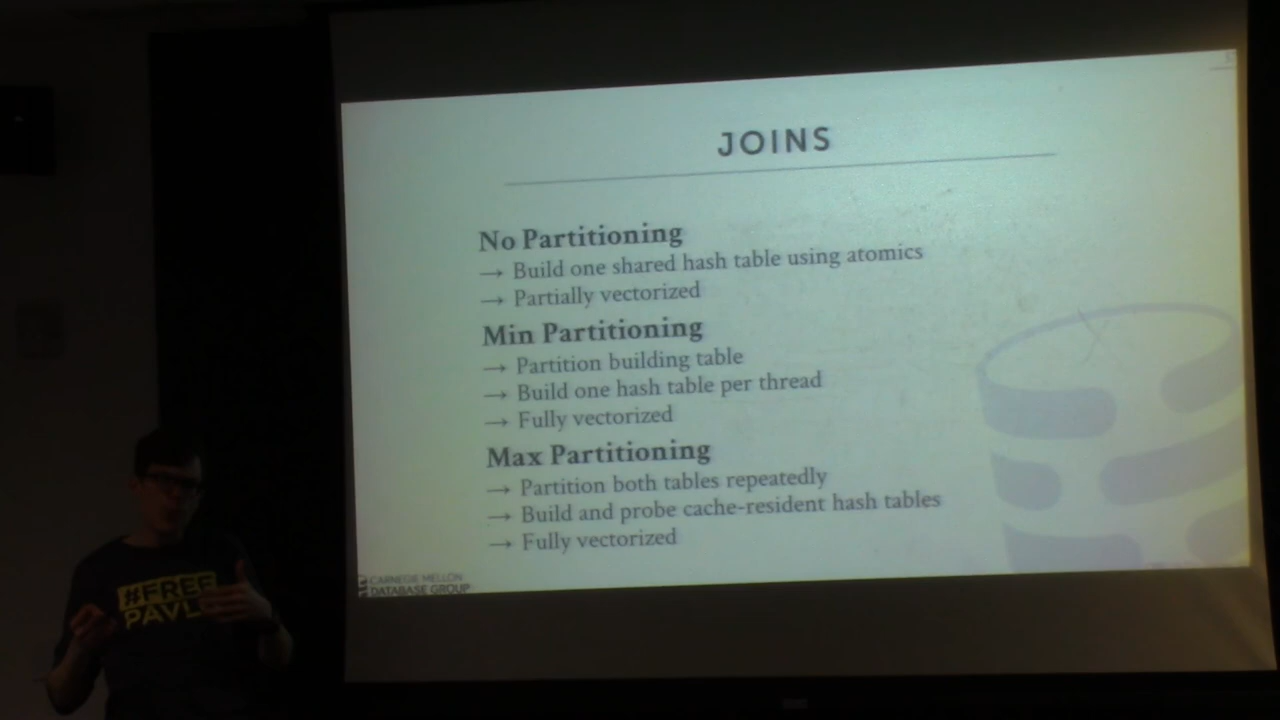 JOINS
No Partitioning
→ Build one shared hash table using atomics
→ Partially vectorized
Min Partitioning
→ Partition building table
→ Build one hash table per thread
→ Fully vectorized
Max Partitioning
→ Partition both tables repeatedly
→ Build and probe cache-resident hash tables
→ Fully vectorized
CARNEGIE MELLON
DATABASE GROUP
#FREE
PAVL